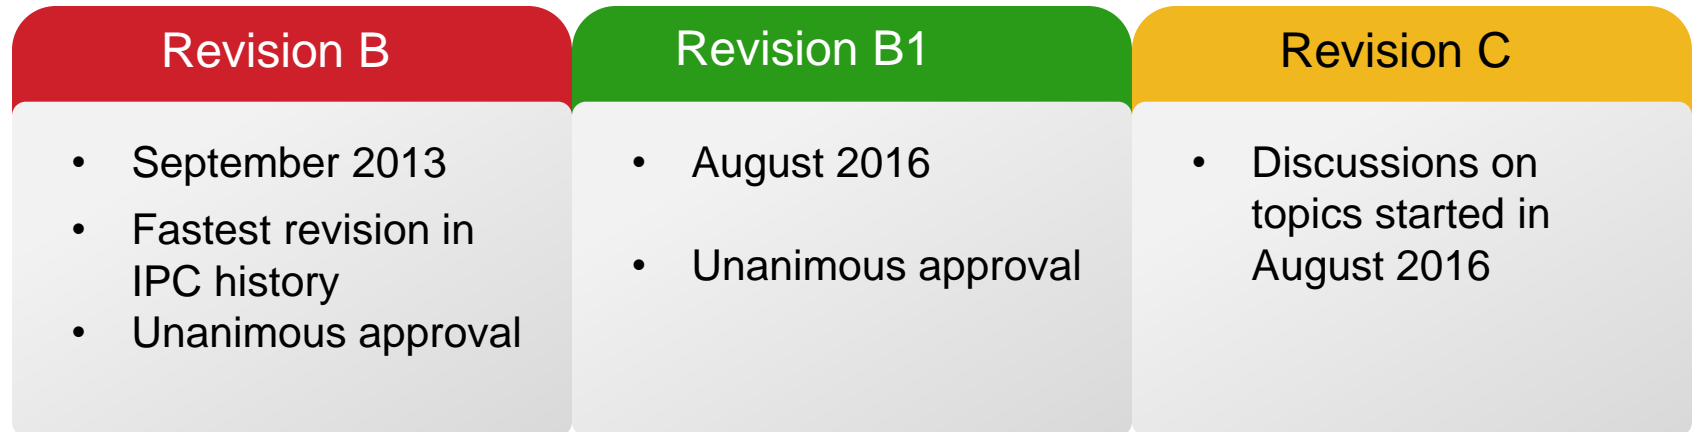 Revision B
• September 2013
• Fastest revision in
IPC history
• Unanimous approval
Revision B1
• August 2016
• Unanimous approval
Revision C
• Discussions on
topics started in
August 2016